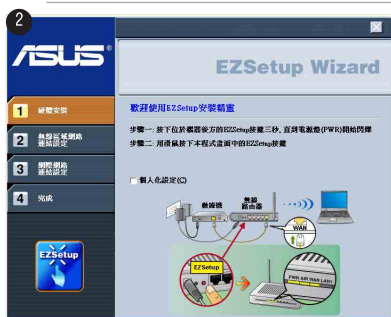 2
ASUS
EZSetup Wizard
1 硬體安裝
2 無線區域網路
連結設定
3 網際網路
連結設定
4 完成
EZSetup
歡迎使用EZSetup安裝精靈
步驟一: 按下位於機器後方的EZSetup按鍵三秒, 直到電源燈(PWR)開始閃爍
步驟二: 用滑鼠按下本程式畫面中的EZSetup按鍵
個人化設定(C)
數據機
無線
路由器
WAN
EZSetup
PWR AIR WAN LAN1